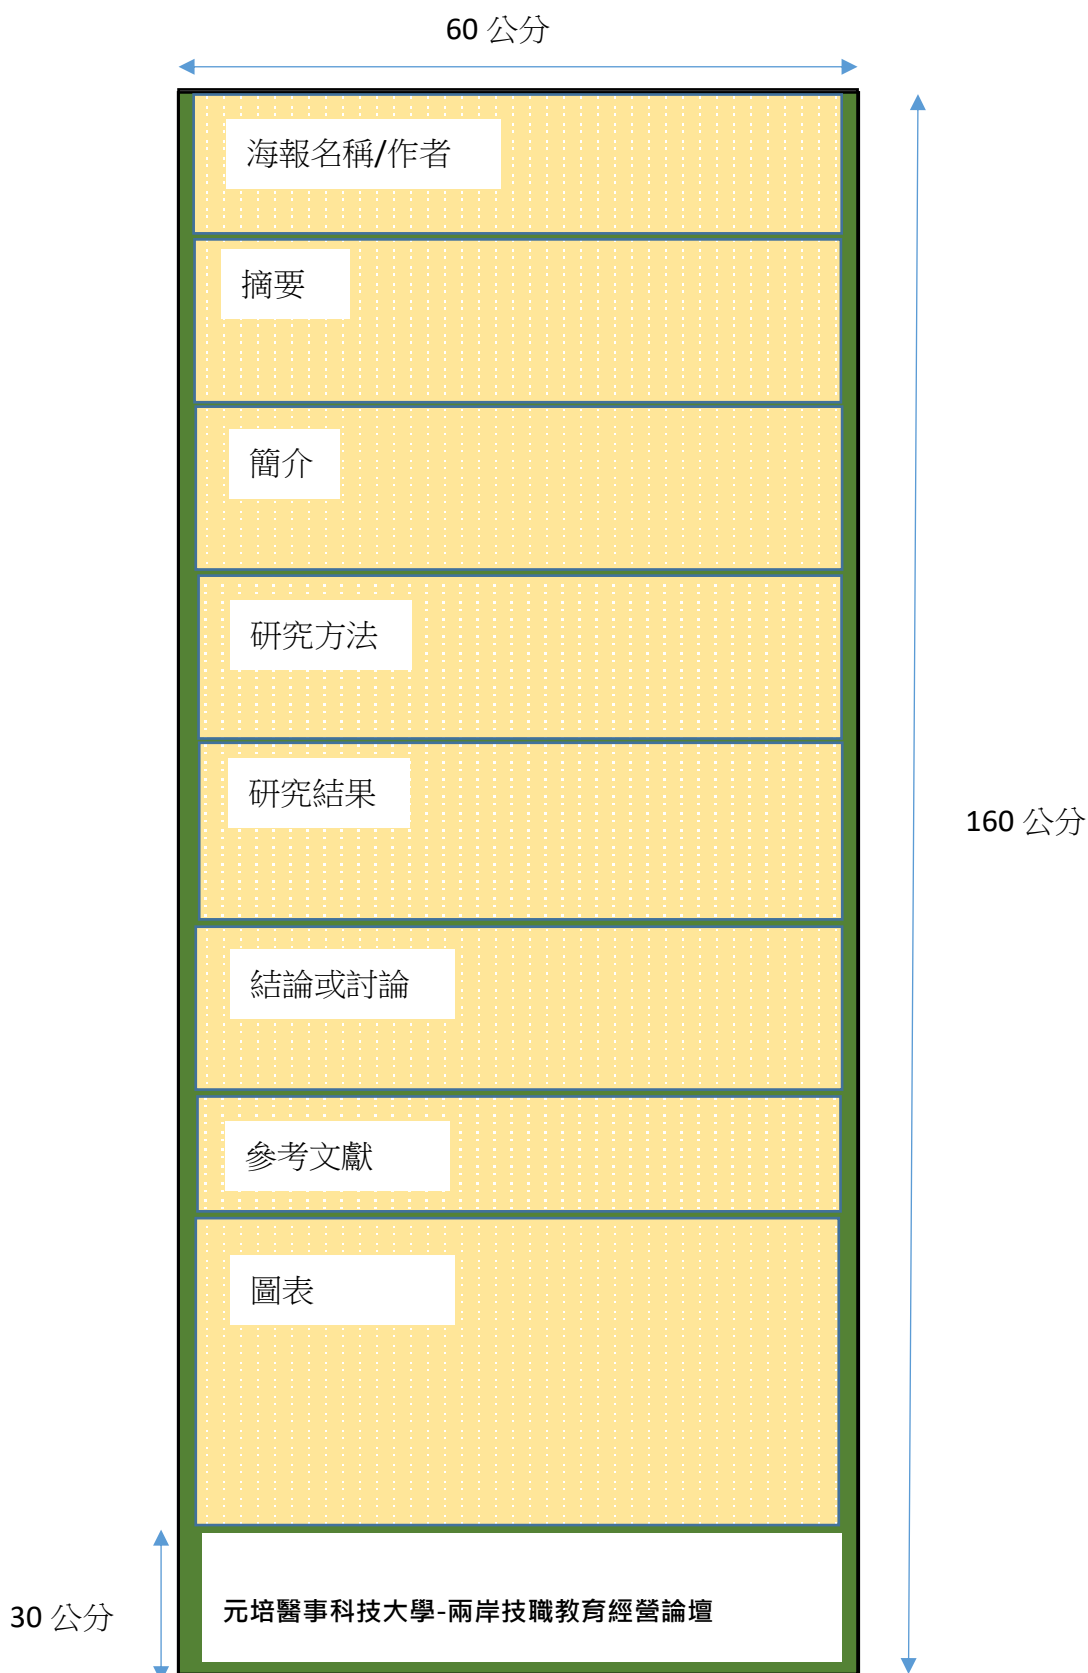 60 公分
海報名稱/作者
摘要
簡介
研究方法
研究結果
160 公分
結論或討論
參考文獻
圖表
30 公分
元培醫事科技大學-兩岸技職教育經營論壇